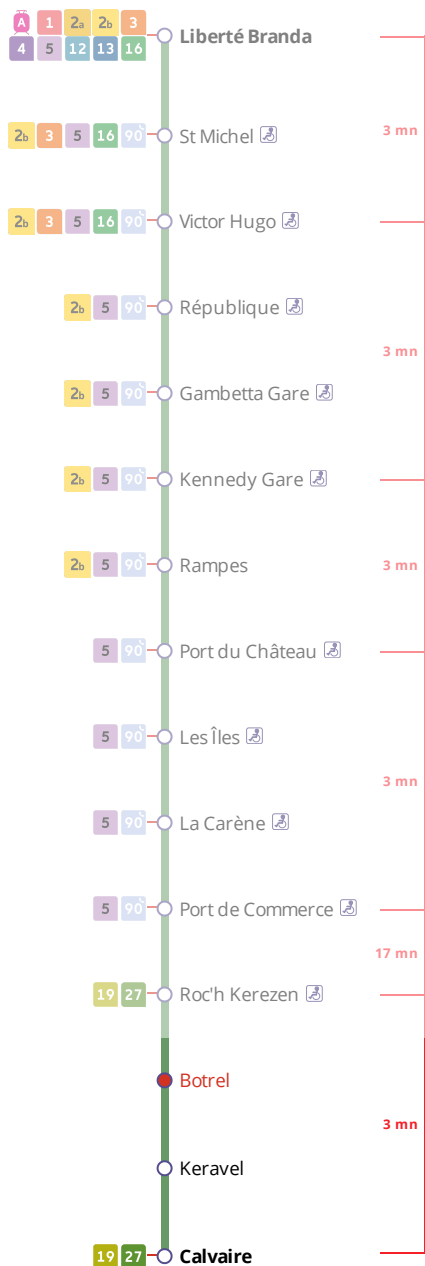 A 1 2a 2b 3
4 5 12 13 16
Liberté Branda
2b 3 5 16 90
St Michel
3 mn
2b 3 5 16 90
Victor Hugo
2b 5 90
République
3 mn
2b 5 90
Gambetta Gare
2b 5 90
Kennedy Gare
2b 5 90
Rampes
3 mn
5 90
Port du Château
5 90
Les Îles
3 mn
5 90
La Carène
5 90
Port de Commerce
17 mn
19 27
Roc'h Kerezen
Botrel
3 mn
Keravel
19 27
Calvaire